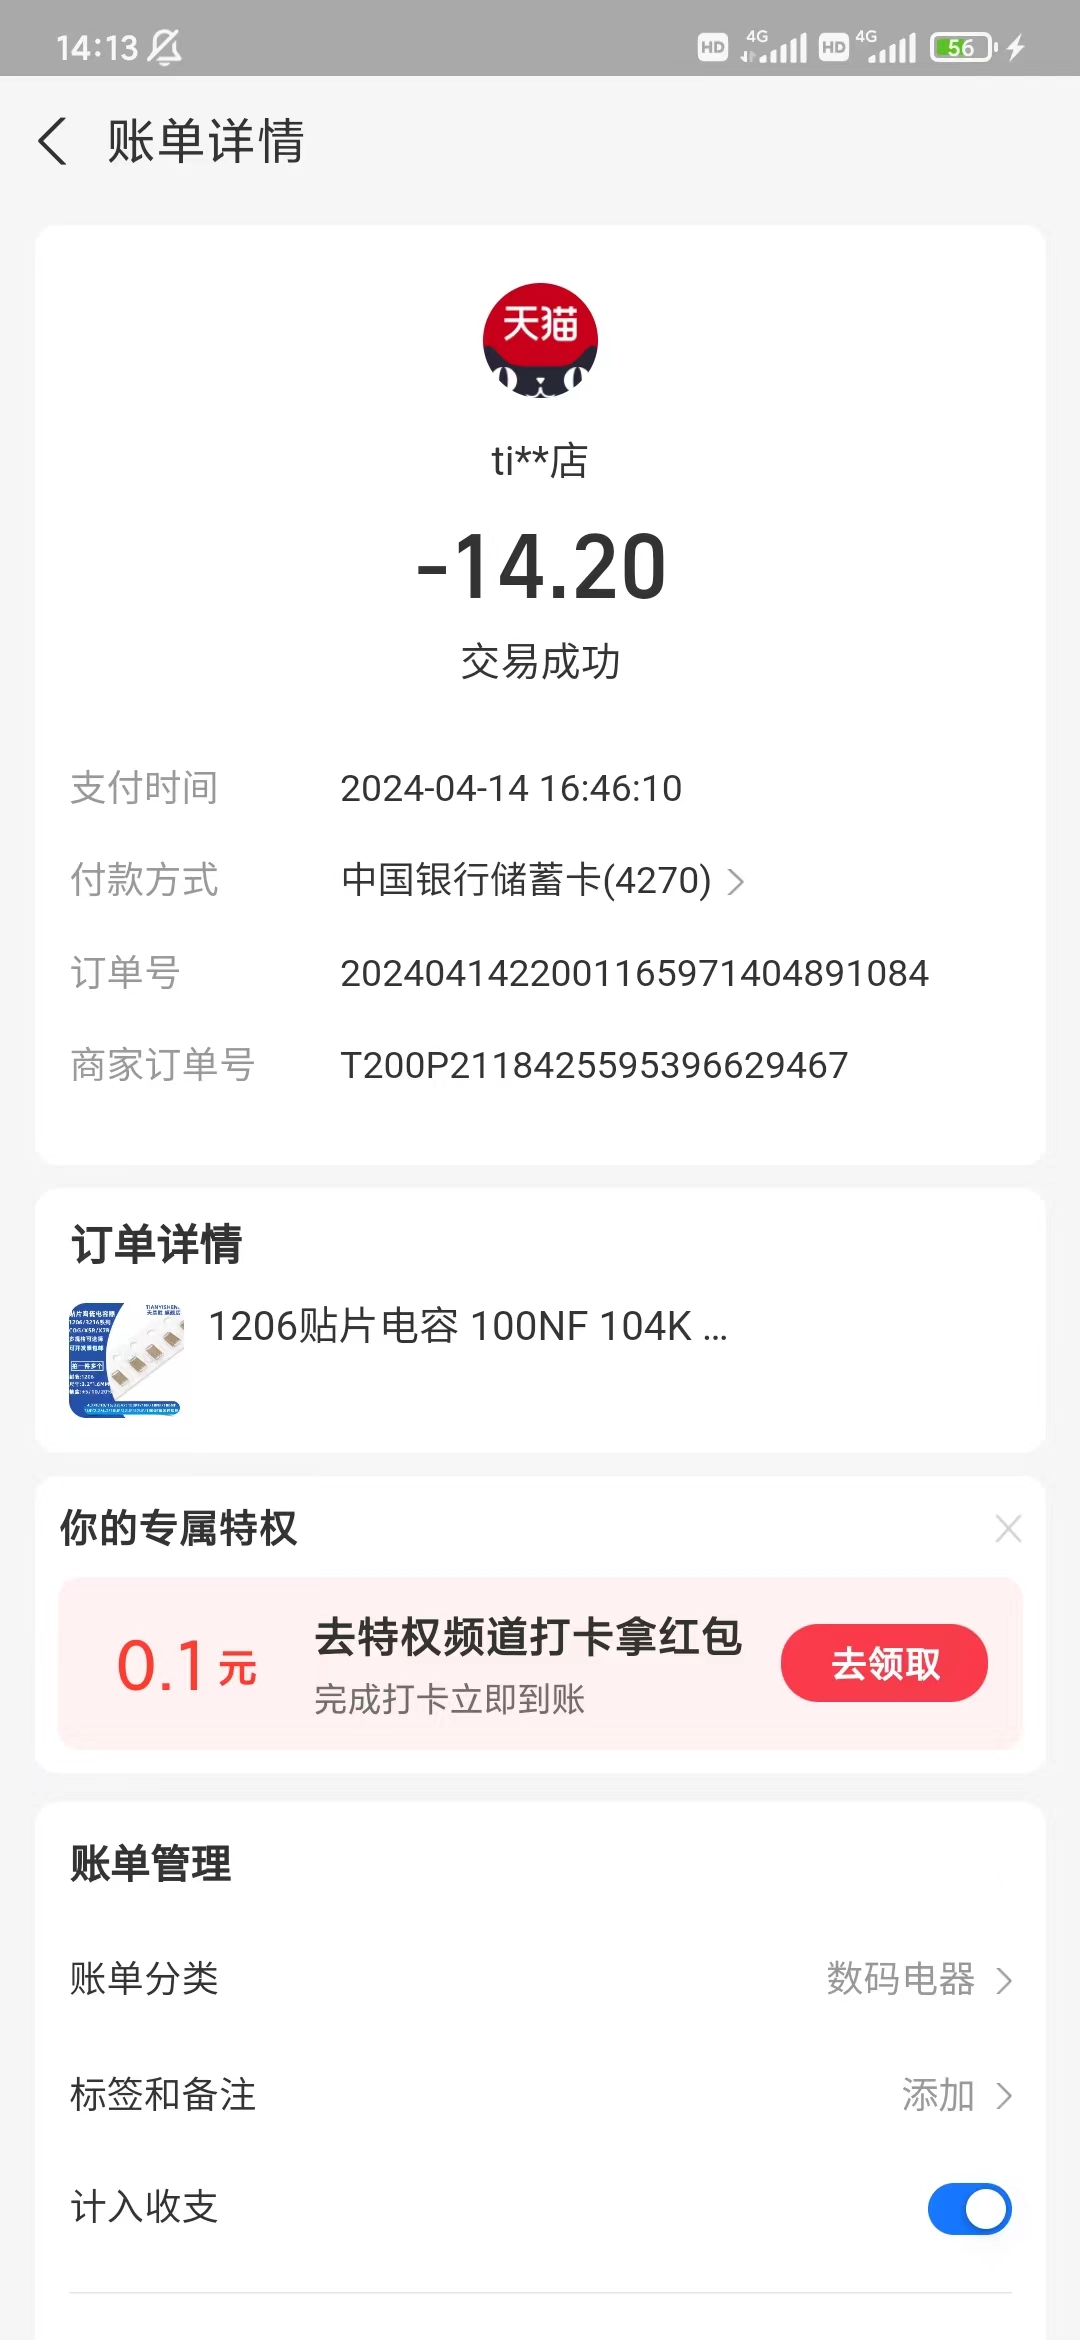 14:13
HD 4G HD 4G 56
账单详情
天猫
ti**店
-14.20
交易成功
支付时间 2024-04-14 16:46:10
付款方式 中国银行储蓄卡(4270)
订单号 2024041422001165971404891084
商家订单号 T200P2118425595396629467
订单详情
1206贴片电容 100NF 104K ...
你的专属特权
0.1元
去特权频道打卡拿红包
完成打卡立即到账
去领取
账单管理
账单分类 数码电器
标签和备注 添加
计入收支